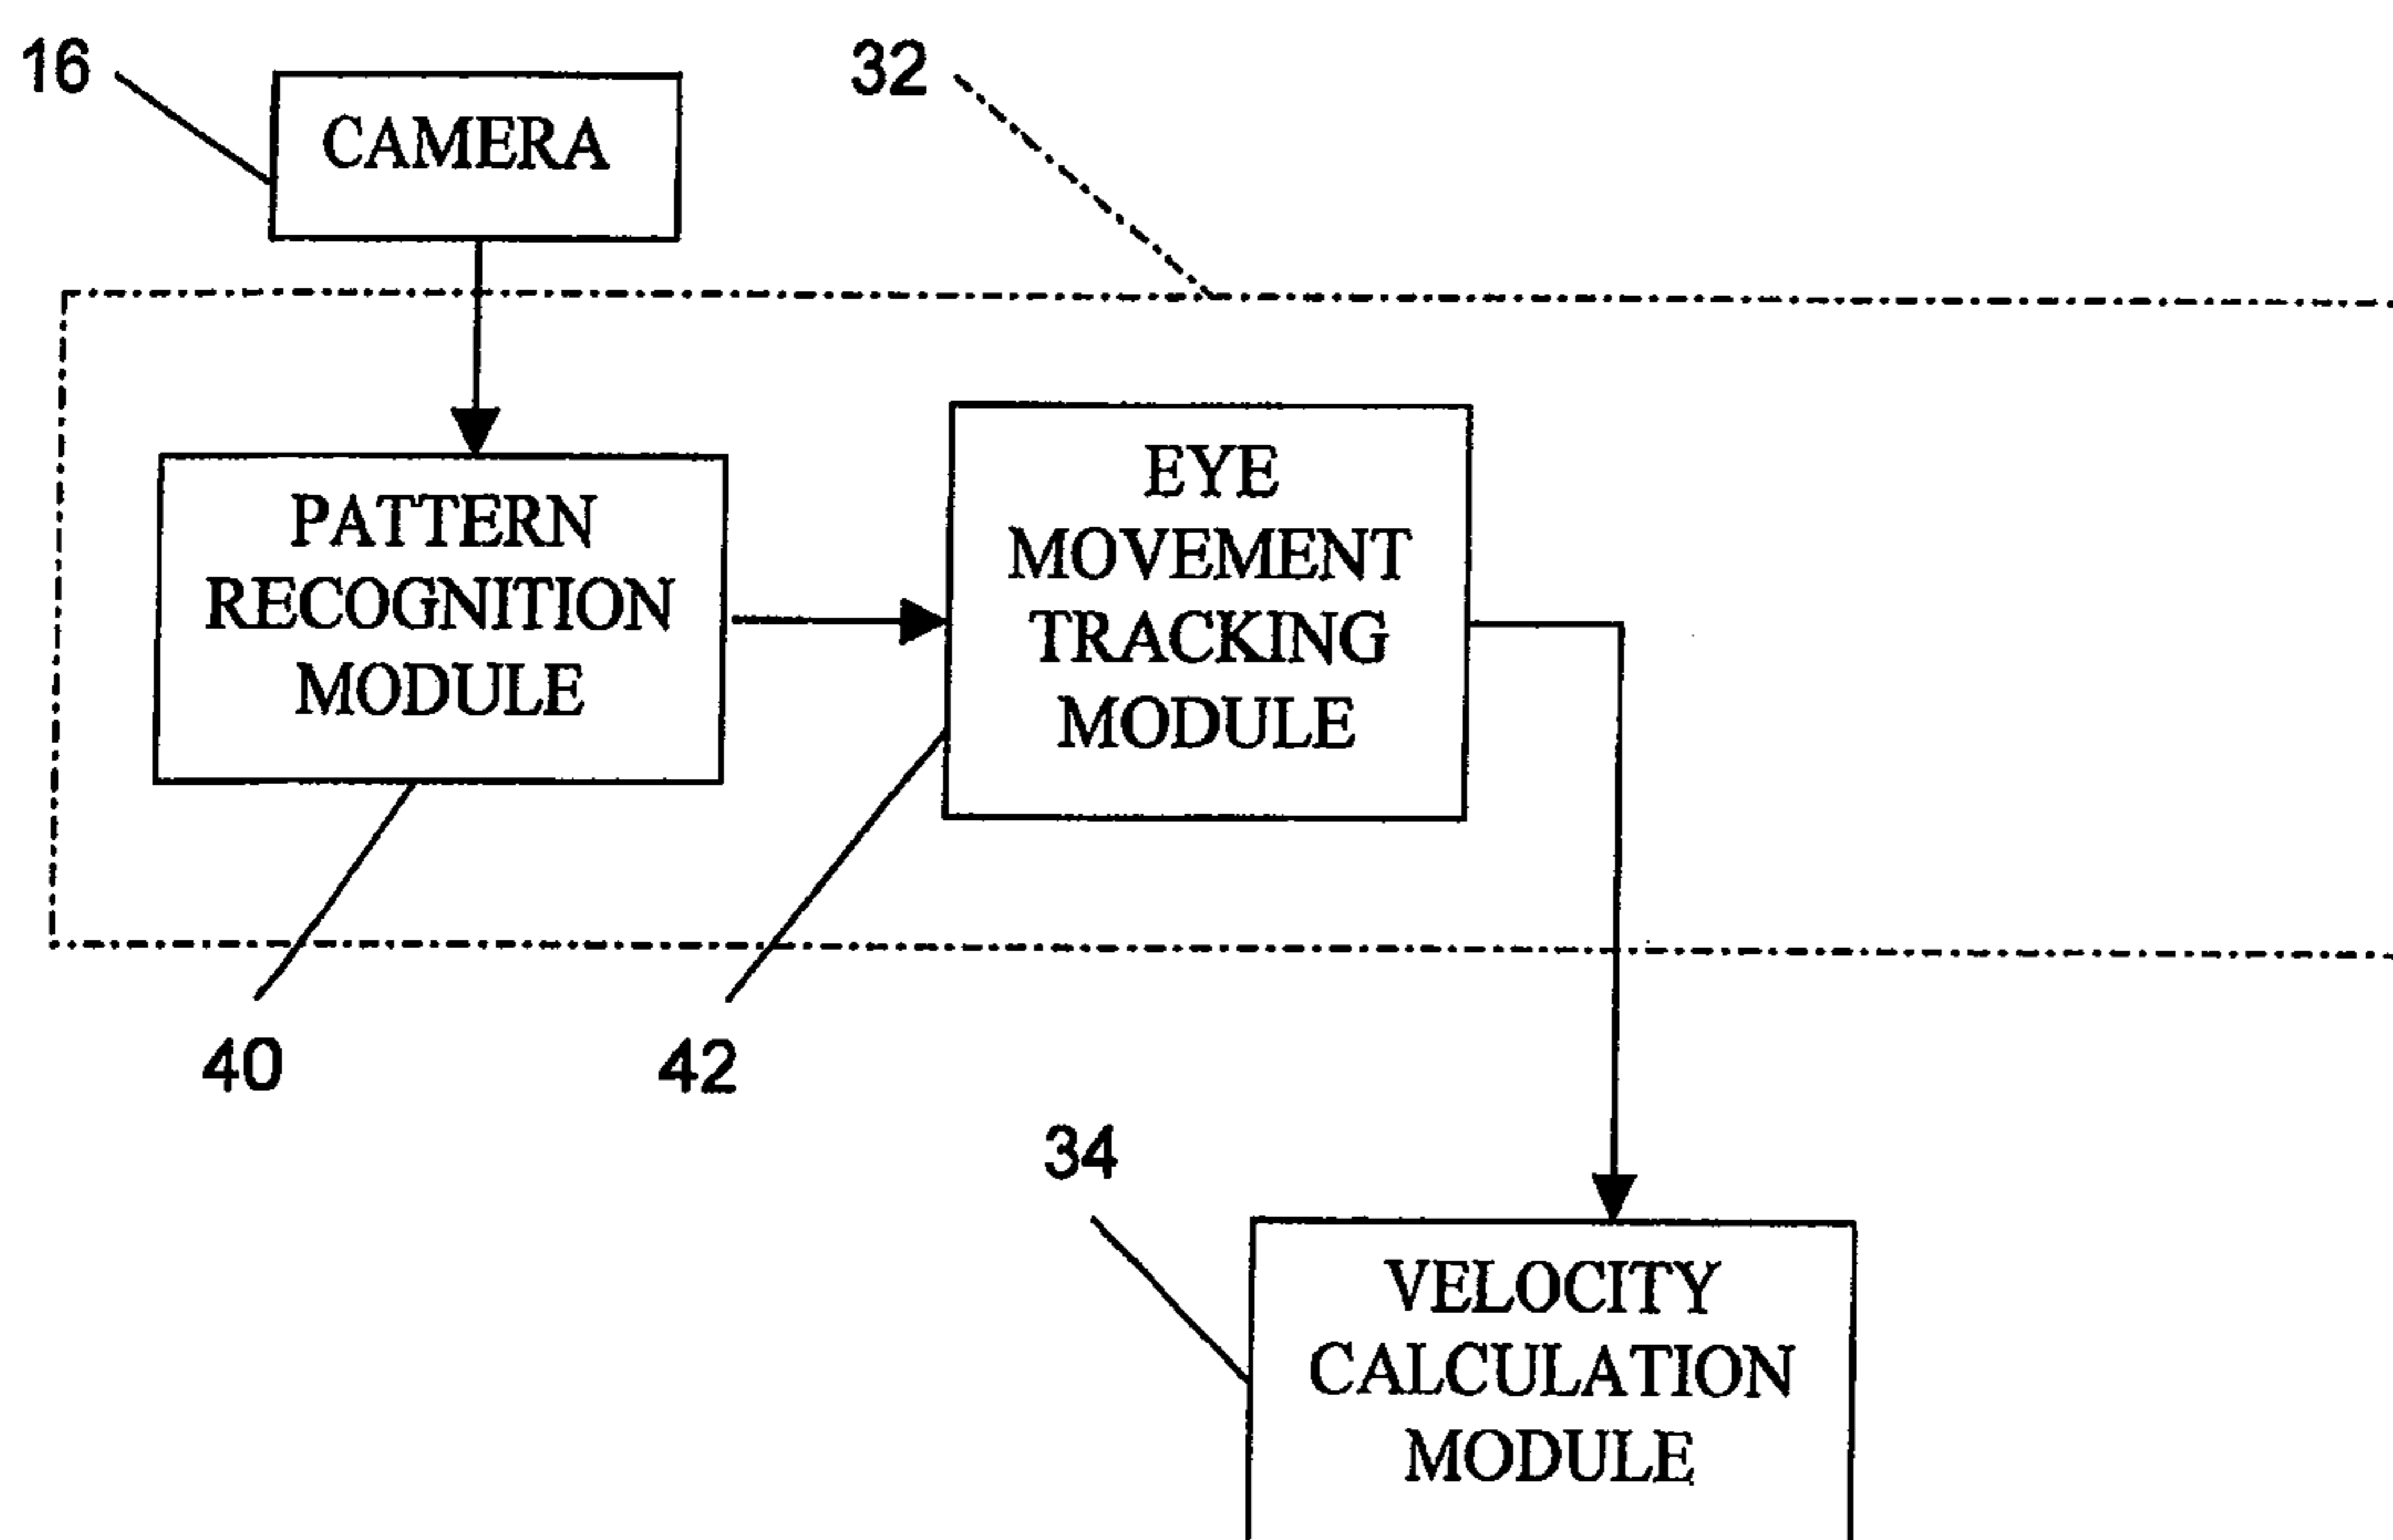 16
32
CAMERA
EYE
MOVEMENT
TRACKING
MODULE
PATTERN
RECOGNITION
MODULE
40
42
34
VELOCITY
CALCULATION
MODULE